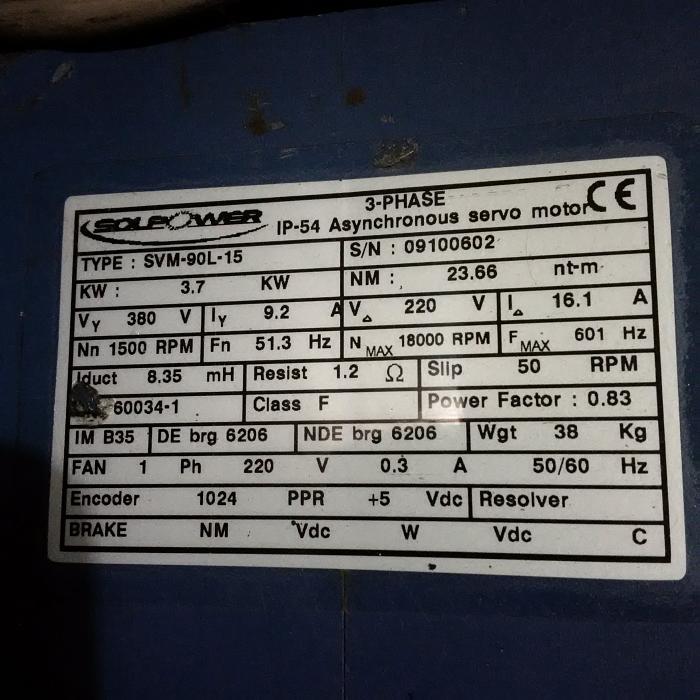 SOLPOWER 3-PHASE CE
IP-54 Asynchronous servo motor
TYPE : SVM-90L-15 S/N : 09100602
KW : 3.7 KW NM : 23.66 nt-m
VY 380 V IY 9.2 A V△ 220 V I△ 16.1 A
Nn 1500 RPM Fn 51.3 Hz N MAX 18000 RPM F MAX 601 Hz
Iduct 8.35 mH Resist 1.2 Ω Slip 50 RPM
60034-1 Class F Power Factor : 0.83
IM B35 DE brg 6206 NDE brg 6206 Wgt 38 Kg
FAN 1 Ph 220 V 0.3 A 50/60 Hz
Encoder 1024 PPR +5 Vdc Resolver
BRAKE NM Vdc W Vdc C